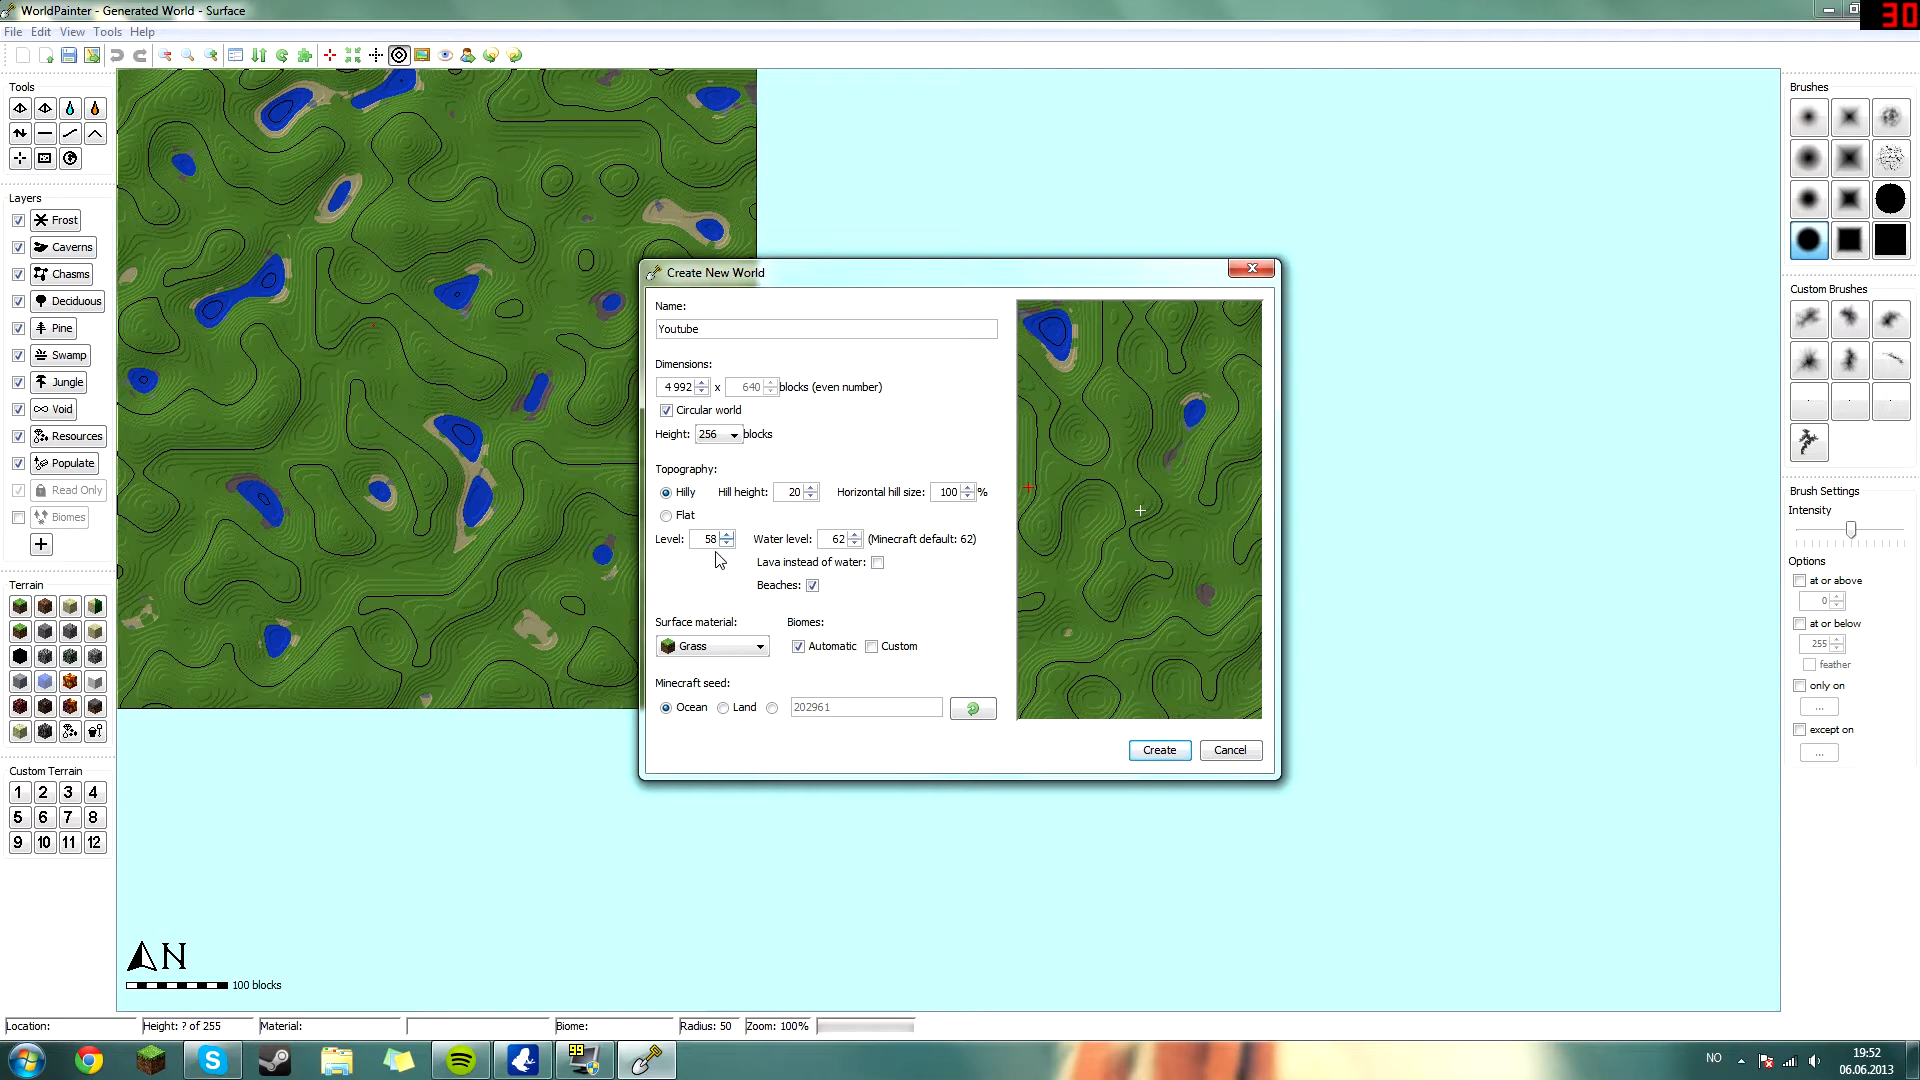 WorldPainter - Generated World - Surface
30
File Edit View Tools Help
Tools
Layers
Frost
Caverns
Chasms
Deciduous
Pine
Swamp
Jungle
Void
Resources
Populate
Read Only
Biomes
Terrain
Custom Terrain
1 2 3 4
5 6 7 8
9 10 11 12
N
100 blocks
Create New World
Name:
Youtube
Dimensions:
4 992 x 640 blocks (even number)
Circular world
Height: 256 blocks
Topography:
Hilly Hill height: 20 Horizontal hill size: 100 %
Flat
Level: 58 Water level: 62 (Minecraft default: 62)
Lava instead of water:
Beaches:
Surface material: Biomes:
Grass Automatic Custom
Minecraft seed:
Ocean Land 202961
Create Cancel
Brushes
Custom Brushes
Brush Settings
Intensity
Options
at or above
0
at or below
255
feather
only on
...
except on
...
Location: Height: ? of 255 Material: Biome: Radius: 50 Zoom: 100%
99
NO
19:52
06.06.2013